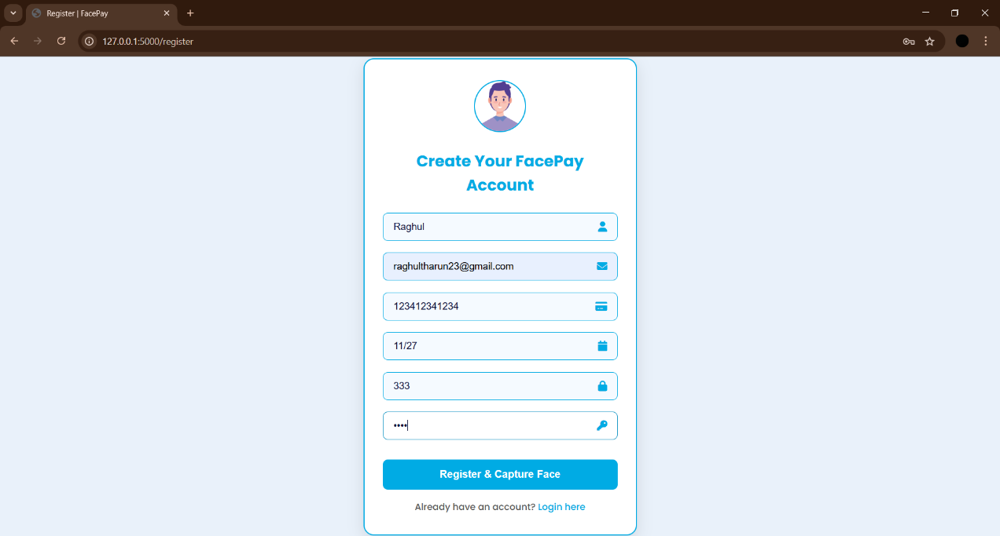 Register | FacePay
127.0.0.1:5000/register
Create Your FacePay
Account
Raghul
raghultharun23@gmail.com
123412341234
11/27
333
••••
Register & Capture Face
Already have an account? Login here